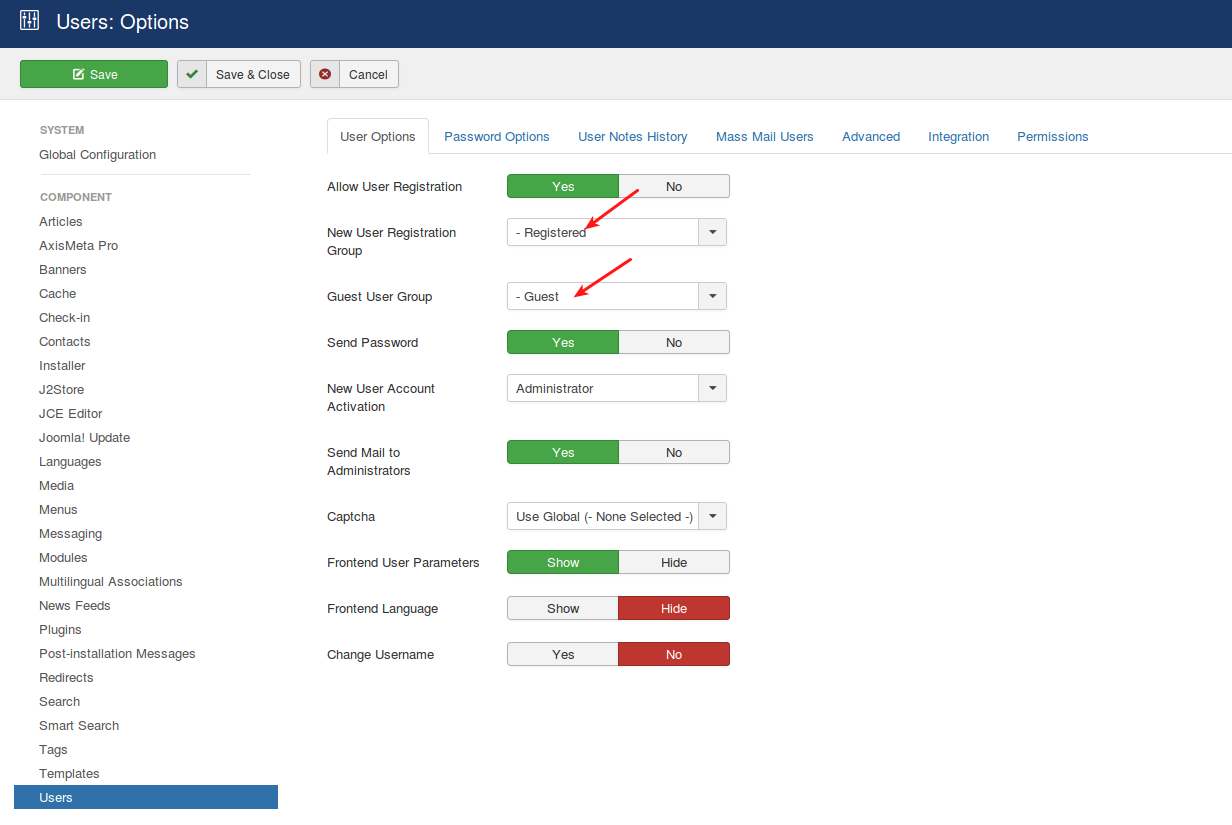 Users: Options
Save
Save & Close
Cancel
SYSTEM
Global Configuration
COMPONENT
Articles
AxisMeta Pro
Banners
Cache
Check-in
Contacts
Installer
J2Store
JCE Editor
Joomla! Update
Languages
Media
Menus
Messaging
Modules
Multilingual Associations
News Feeds
Plugins
Post-installation Messages
Redirects
Search
Smart Search
Tags
Templates
Users
User Options
Password Options
User Notes History
Mass Mail Users
Advanced
Integration
Permissions
Allow User Registration
Yes
No
New User Registration
Group
- Registered
Guest User Group
- Guest
Send Password
Yes
No
New User Account
Activation
Administrator
Send Mail to
Administrators
Yes
No
Captcha
Use Global (- None Selected -)
Frontend User Parameters
Show
Hide
Frontend Language
Show
Hide
Change Username
Yes
No